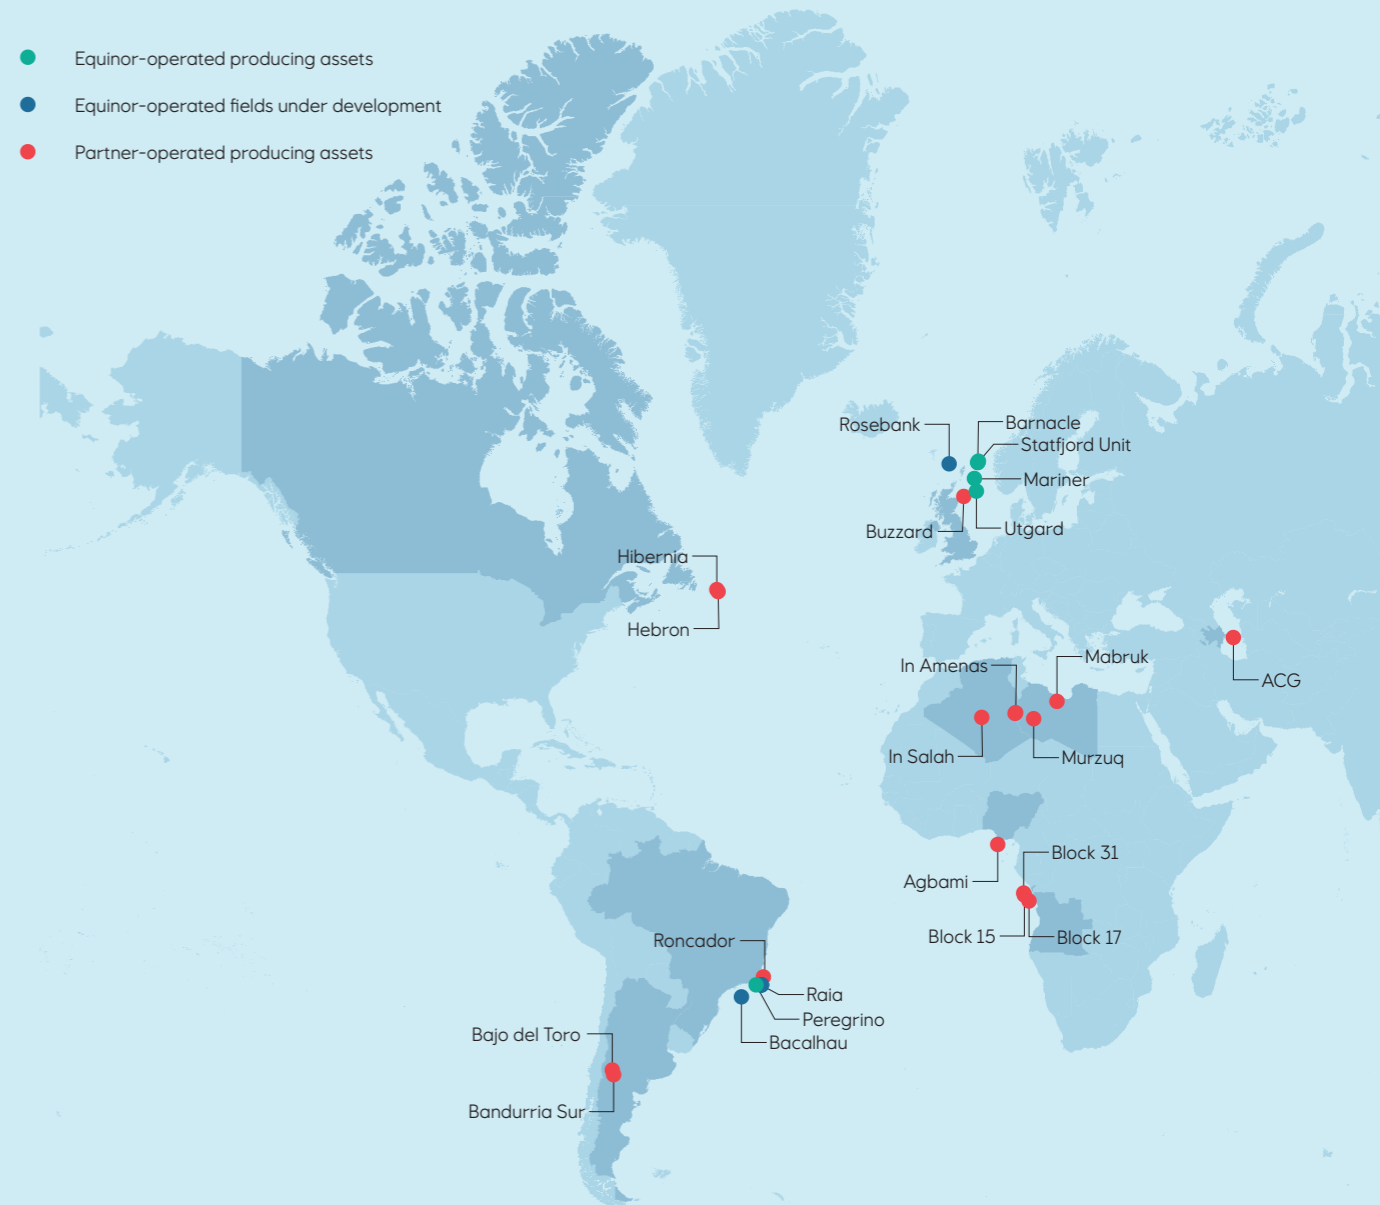 Equinor-operated producing assets
Equinor-operated fields under development
Partner-operated producing assets
Rosebank
Barnacle
Statfjord Unit
Mariner
Buzzard
Utgard
Hibernia
Hebron
In Amenas
Mabruk
ACG
In Salah
Murzuq
Block 31
Agbami
Block 15
Block 17
Roncador
Raia
Peregrino
Bajo del Toro
Bacalhau
Bandurria Sur